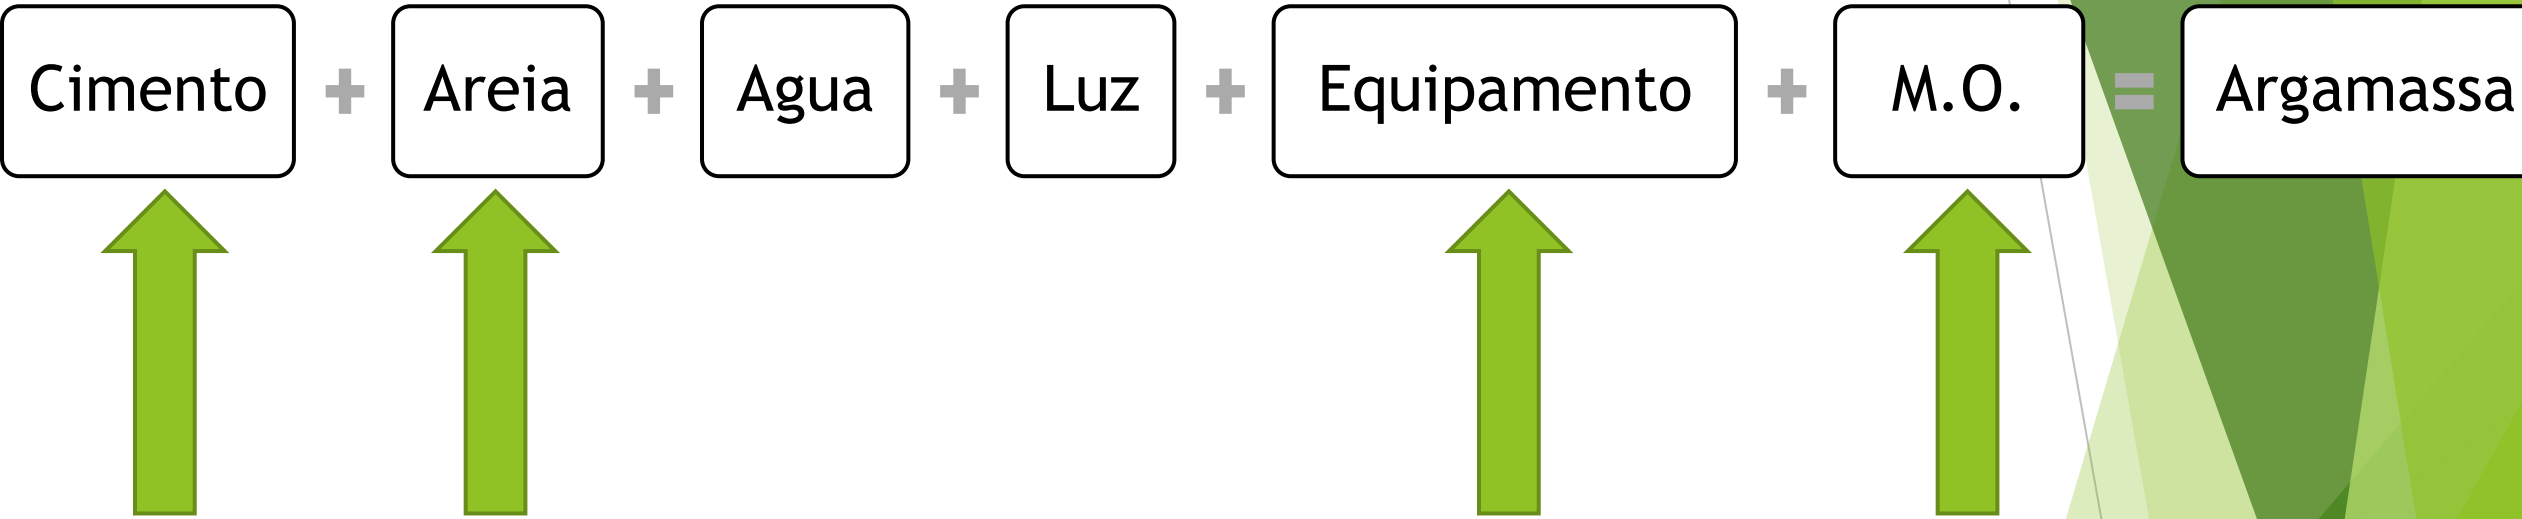 Cimento + Areia + Agua + Luz + Equipamento + M.O. = Argamassa